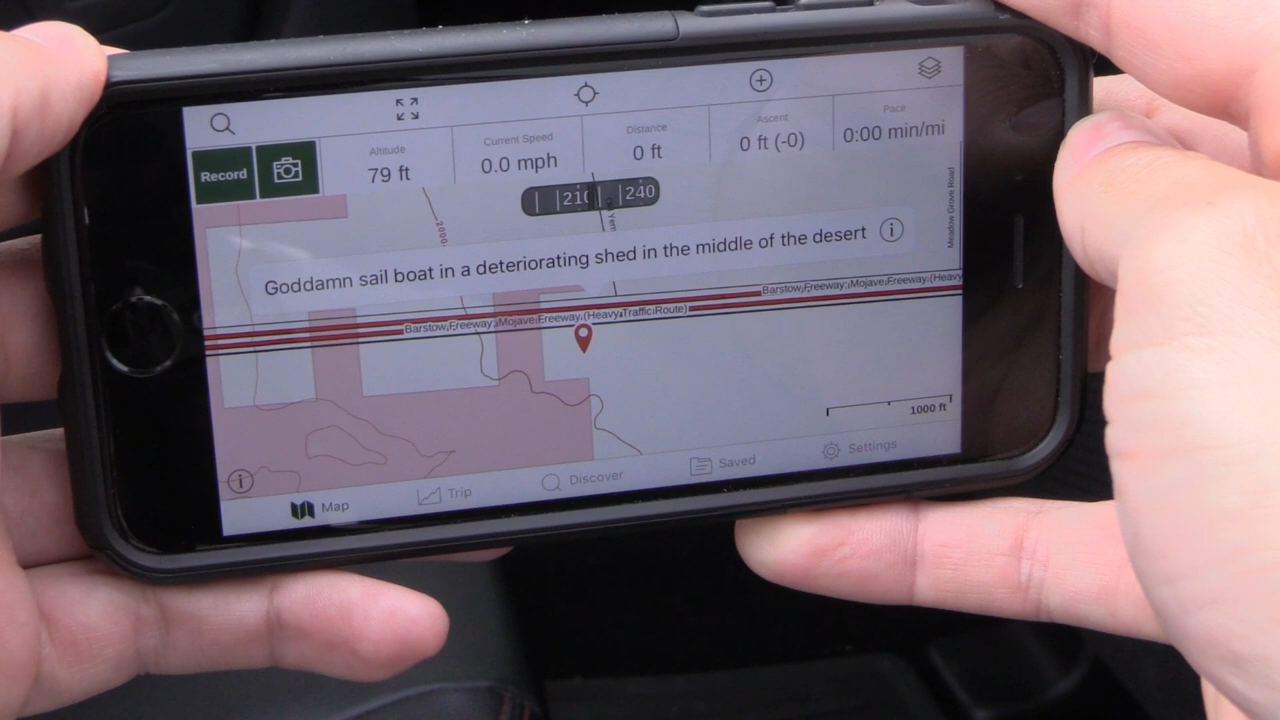 Record
Altitude
79 ft
Current Speed
0.0 mph
Distance
0 ft
Ascent
0 ft (-0)
Pace
0:00 min/mi
210
240
2000
Meadow Grove Road
Goddamn sail boat in a deteriorating shed in the middle of the desert
Barstow Freeway;Mojave Freeway (Heavy
Barstow Freeway;Mojave Freeway (Heavy Traffic Route)
1000 ft
Map
Trip
Discover
Saved
Settings